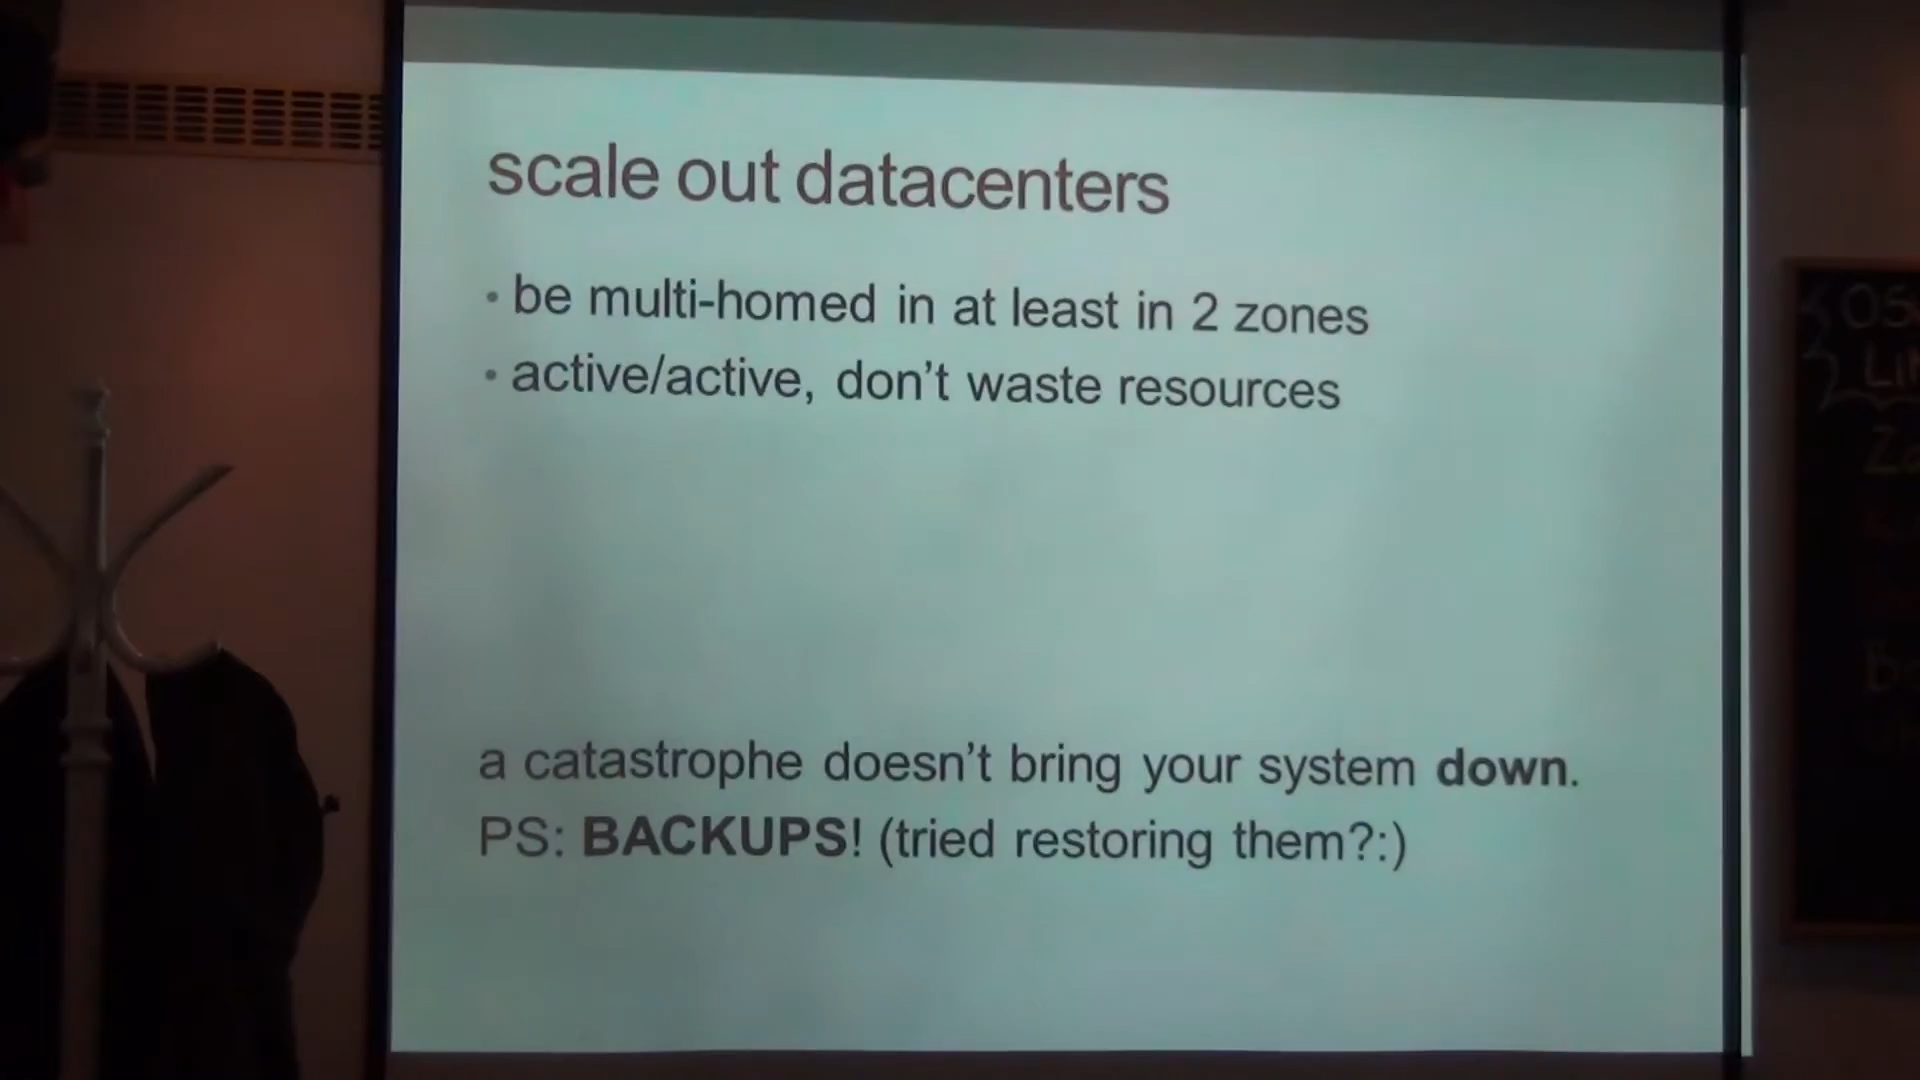 scale out datacenters
• be multi-homed in at least in 2 zones
• active/active, don't waste resources
a catastrophe doesn't bring your system down.
PS: BACKUPS! (tried restoring them?:)